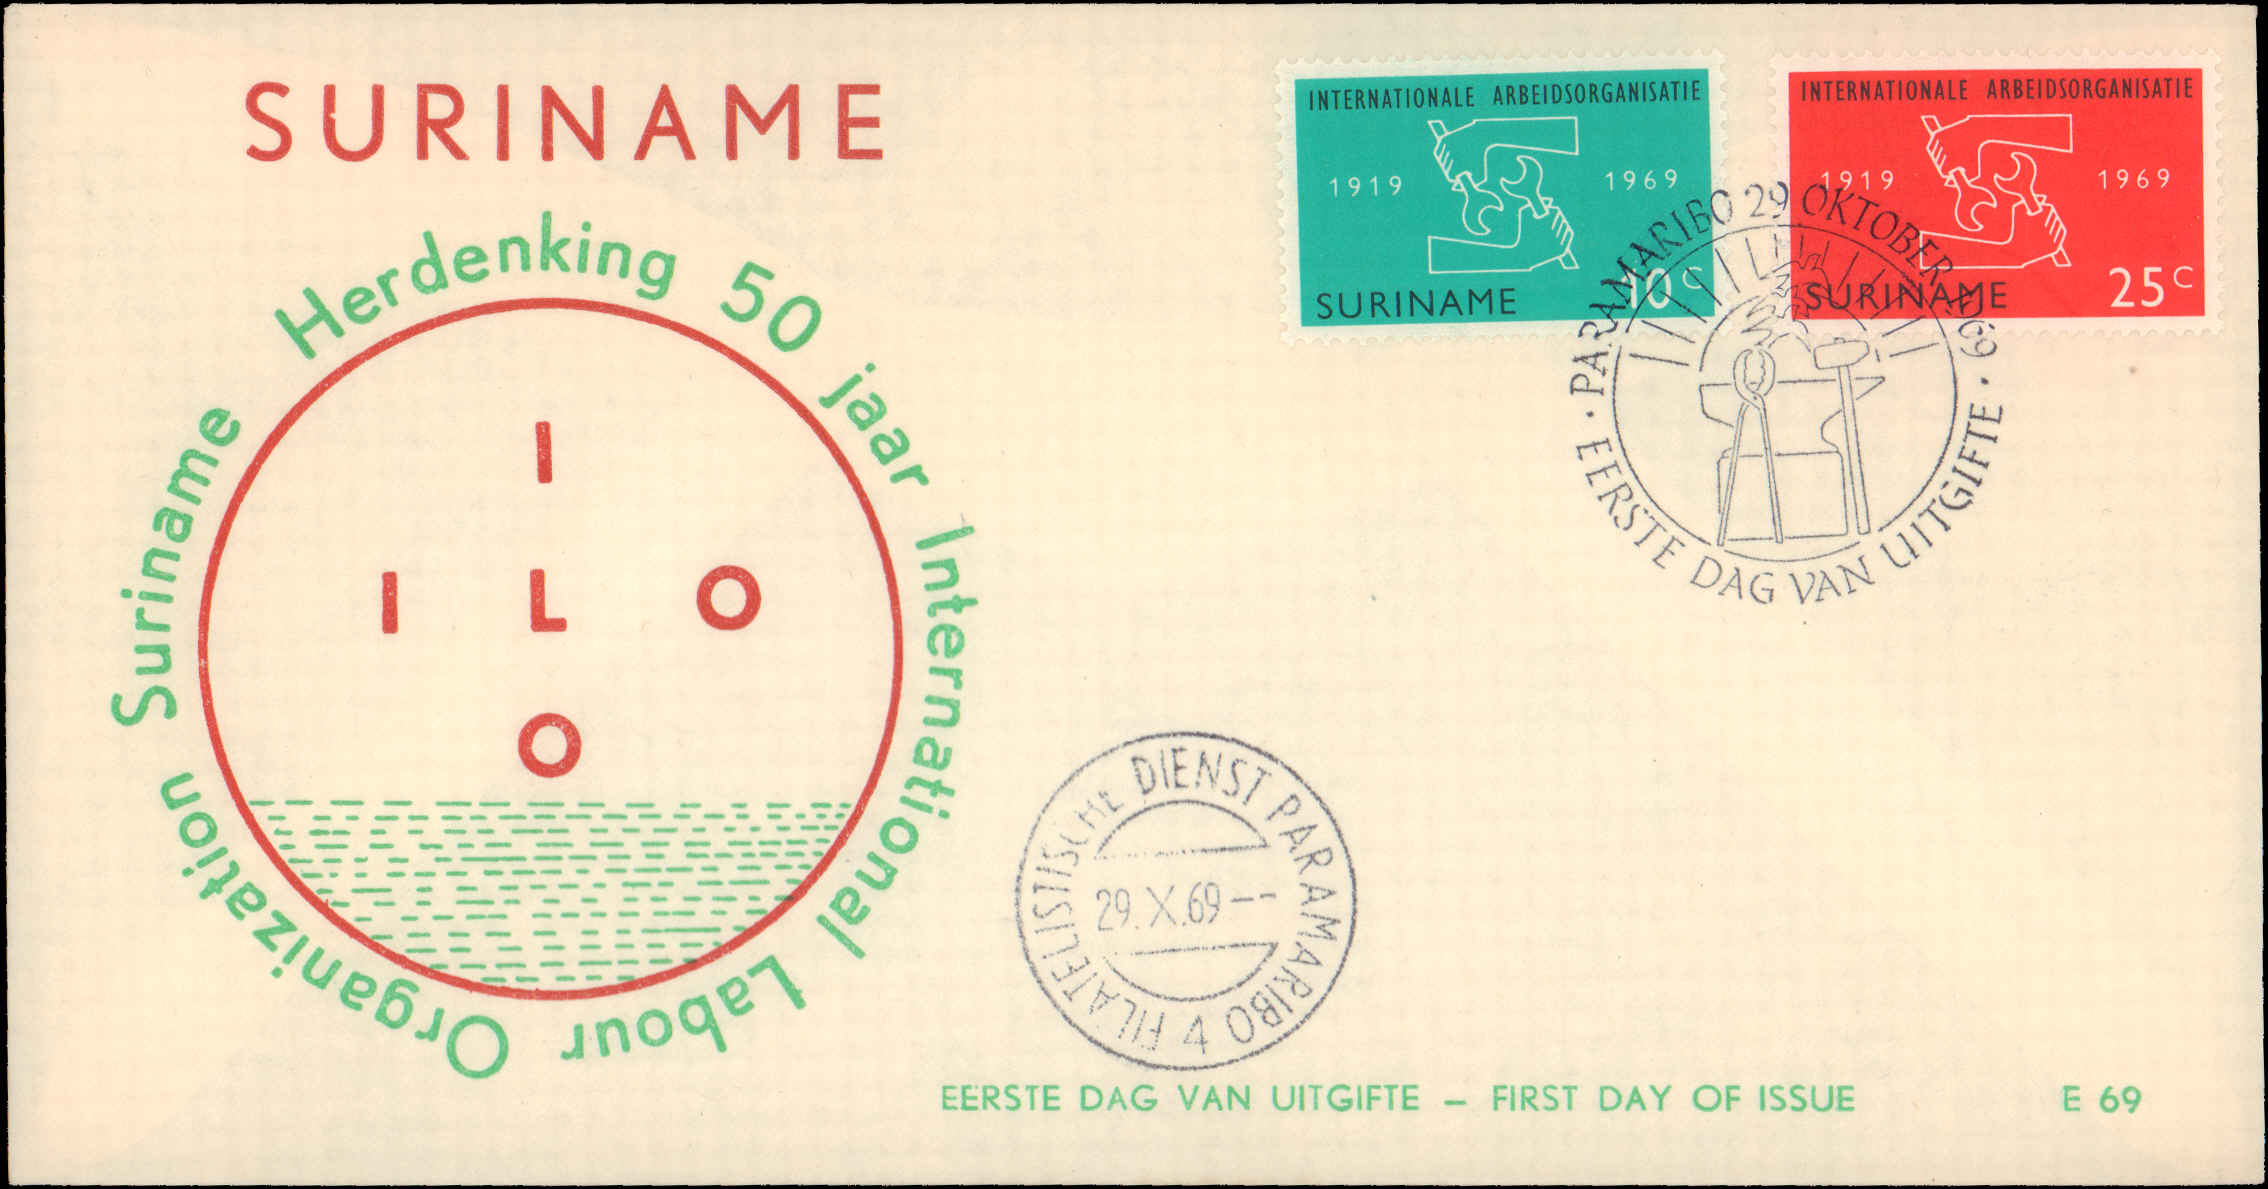 SURINAME
Suriname Herdenking 50 jaar International Labour Organization
I
I L O
O
INTERNATIONALE ARBEIDSORGANISATIE
1919 1969
SURINAME 10c
INTERNATIONALE ARBEIDSORGANISATIE
1919 1969
SURINAME 25c
PARAMARIBO 29 OKTOBER 1969
· EERSTE DAG VAN UITGIFTE ·
FILATELISTISCHE DIENST PARAMARIBO 4
29.X.69--
EERSTE DAG VAN UITGIFTE – FIRST DAY OF ISSUE
E 69